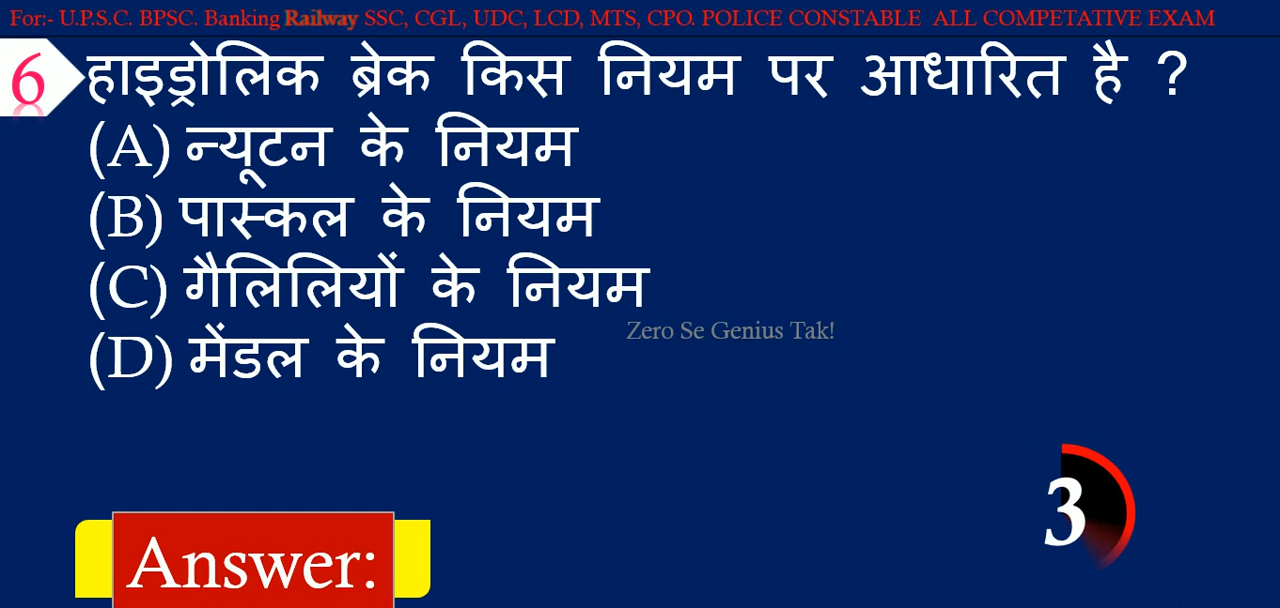 For:- U.P.S.C. BPSC. Banking Railway SSC, CGL, UDC, LCD, MTS, CPO. POLICE CONSTABLE ALL COMPETATIVE EXAM
6 हाइड्रोलिक ब्रेक किस नियम पर आधारित है ?
(A) न्यूटन के नियम
(B) पास्कल के नियम
(C) गैलिलियों के नियम
Zero Se Genius Tak!
(D) मेंडल के नियम
3
Answer: